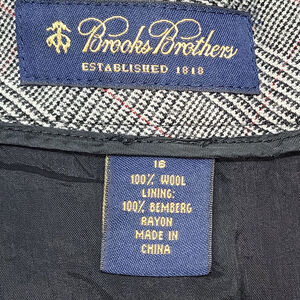 Brooks Brothers
ESTABLISHED 1818
16
100% WOOL
LINING:
100% BEMBERG
RAYON
MADE IN
CHINA